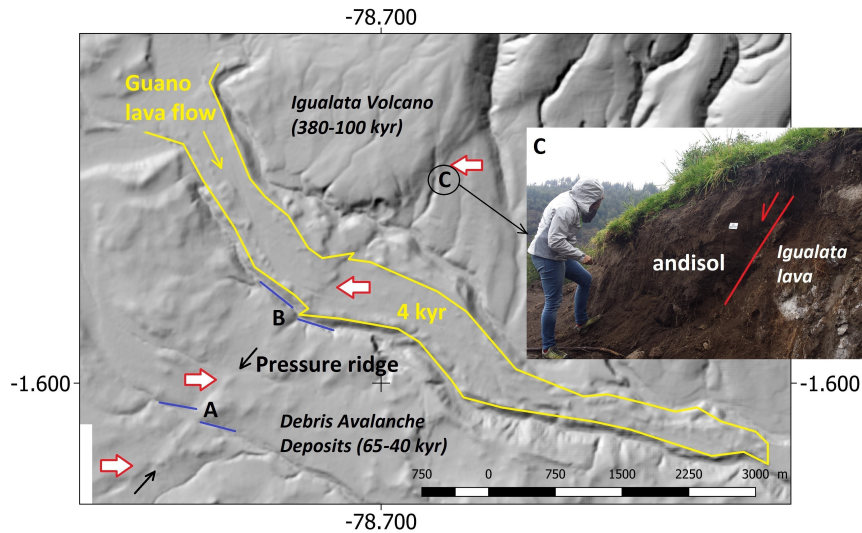 -78.700
Guano
lava flow
Igualata Volcano
(380-100 kyr)
C
C
andisol
Igualata
lava
4 kyr
B
Pressure ridge
-1.600
-1.600
A
Debris Avalanche
Deposits (65-40 kyr)
750 0 750 1500 2250 3000 m
-78.700